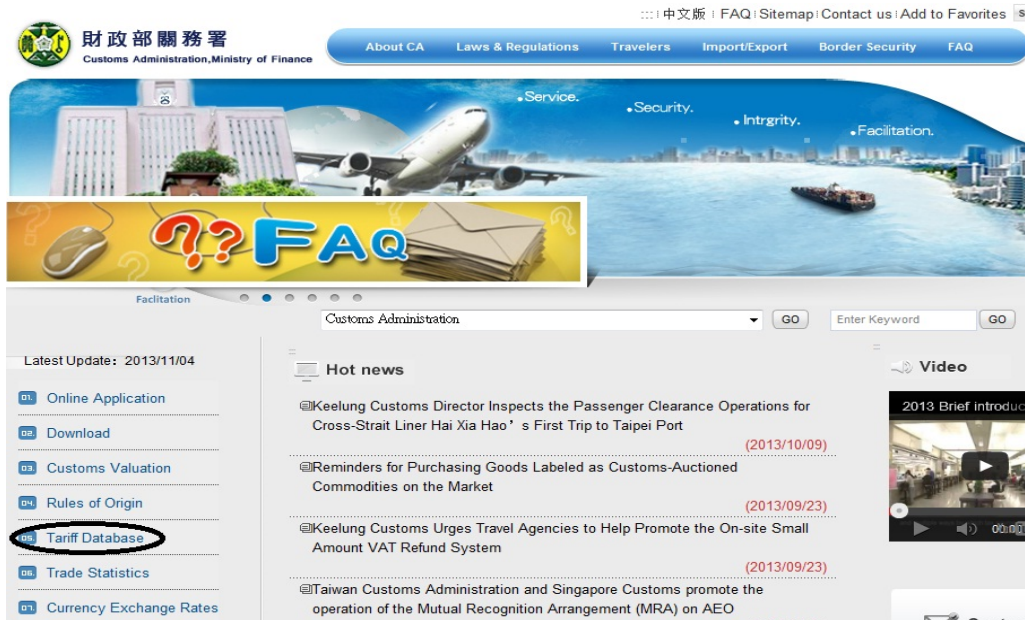 :::| 中文版 | FAQ | Sitemap | Contact us | Add to Favorites
財政部關務署
Customs Administration,Ministry of Finance
About CA Laws & Regulations Travelers Import/Export Border Security FAQ
Service.
Security.
Intrgrity.
Facilitation.
??FAQ
Faclitation
Customs Administration GO Enter Keyword GO
Latest Update：2013/11/04
01. Online Application
02. Download
03. Customs Valuation
04. Rules of Origin
05. Tariff Database
06. Trade Statistics
07. Currency Exchange Rates
Hot news
Keelung Customs Director Inspects the Passenger Clearance Operations for
Cross-Strait Liner Hai Xia Hao’s First Trip to Taipei Port
(2013/10/09)
Reminders for Purchasing Goods Labeled as Customs-Auctioned
Commodities on the Market
(2013/09/23)
Keelung Customs Urges Travel Agencies to Help Promote the On-site Small
Amount VAT Refund System
(2013/09/23)
Taiwan Customs Administration and Singapore Customs promote the
operation of the Mutual Recognition Arrangement (MRA) on AEO
Video
2013 Brief introduc